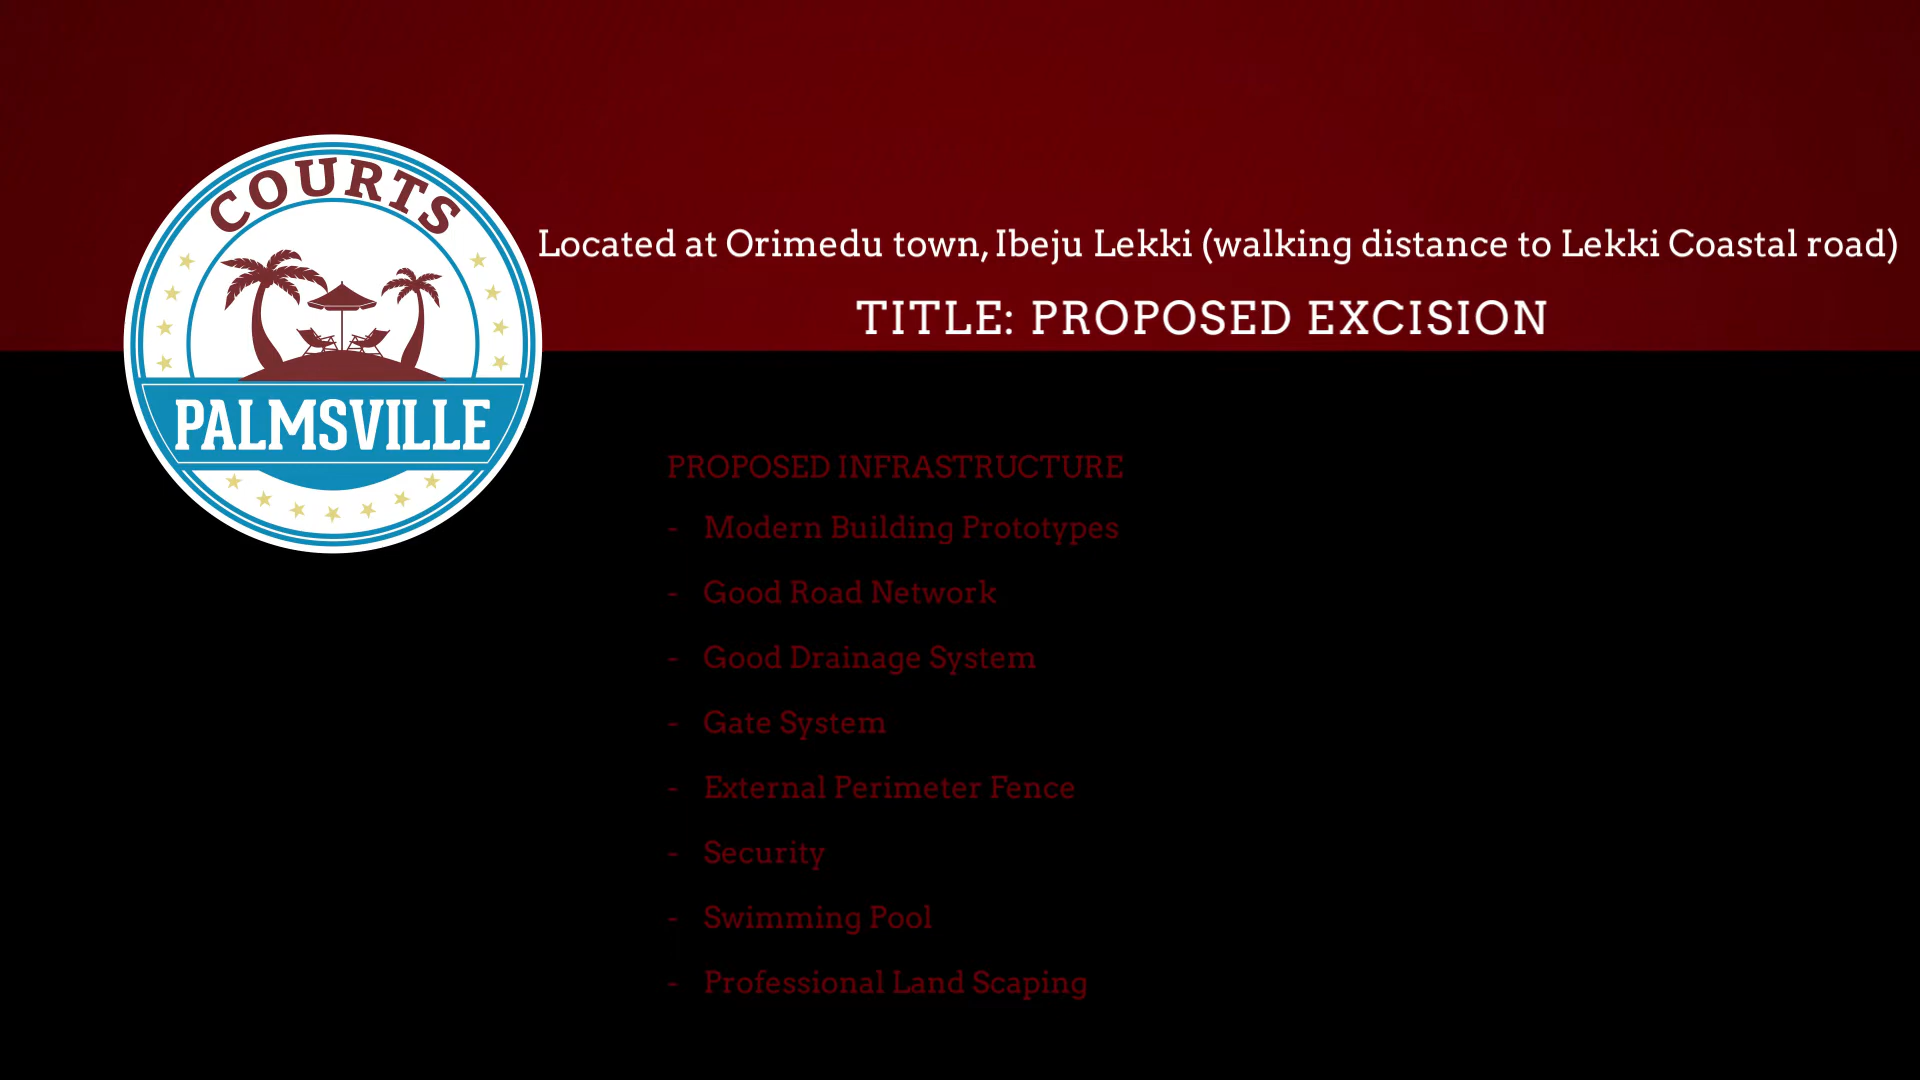 COURTS
PALMSVILLE
Located at Orimedu town, Ibeju Lekki (walking distance to Lekki Coastal road)
TITLE: PROPOSED EXCISION
PROPOSED INFRASTRUCTURE
- Modern Building Prototypes
- Good Road Network
- Good Drainage System
- Gate System
- External Perimeter Fence
- Security
- Swimming Pool
- Professional Land Scaping